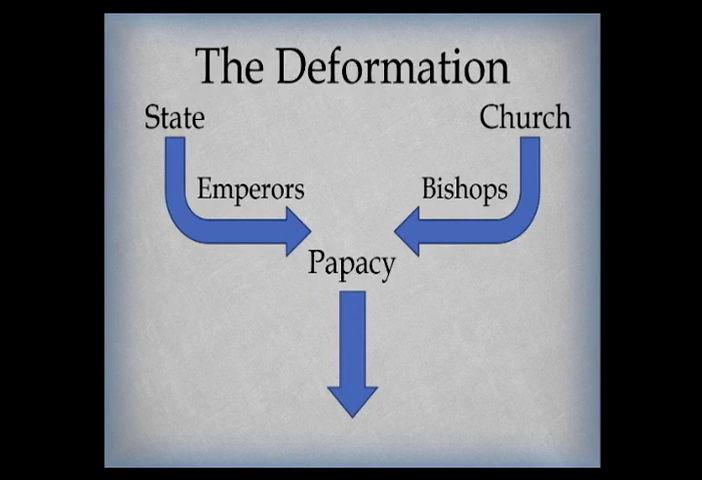 The Deformation
State
Church
Emperors
Bishops
Papacy